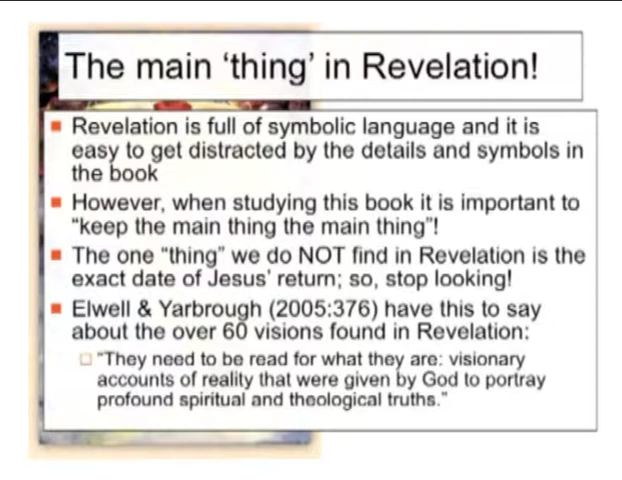 The main ‘thing’ in Revelation!
Revelation is full of symbolic language and it is
easy to get distracted by the details and symbols in
the book
However, when studying this book it is important to
“keep the main thing the main thing”!
The one “thing” we do NOT find in Revelation is the
exact date of Jesus’ return; so, stop looking!
Elwell & Yarbrough (2005:376) have this to say
about the over 60 visions found in Revelation:
“They need to be read for what they are: visionary
accounts of reality that were given by God to portray
profound spiritual and theological truths.”